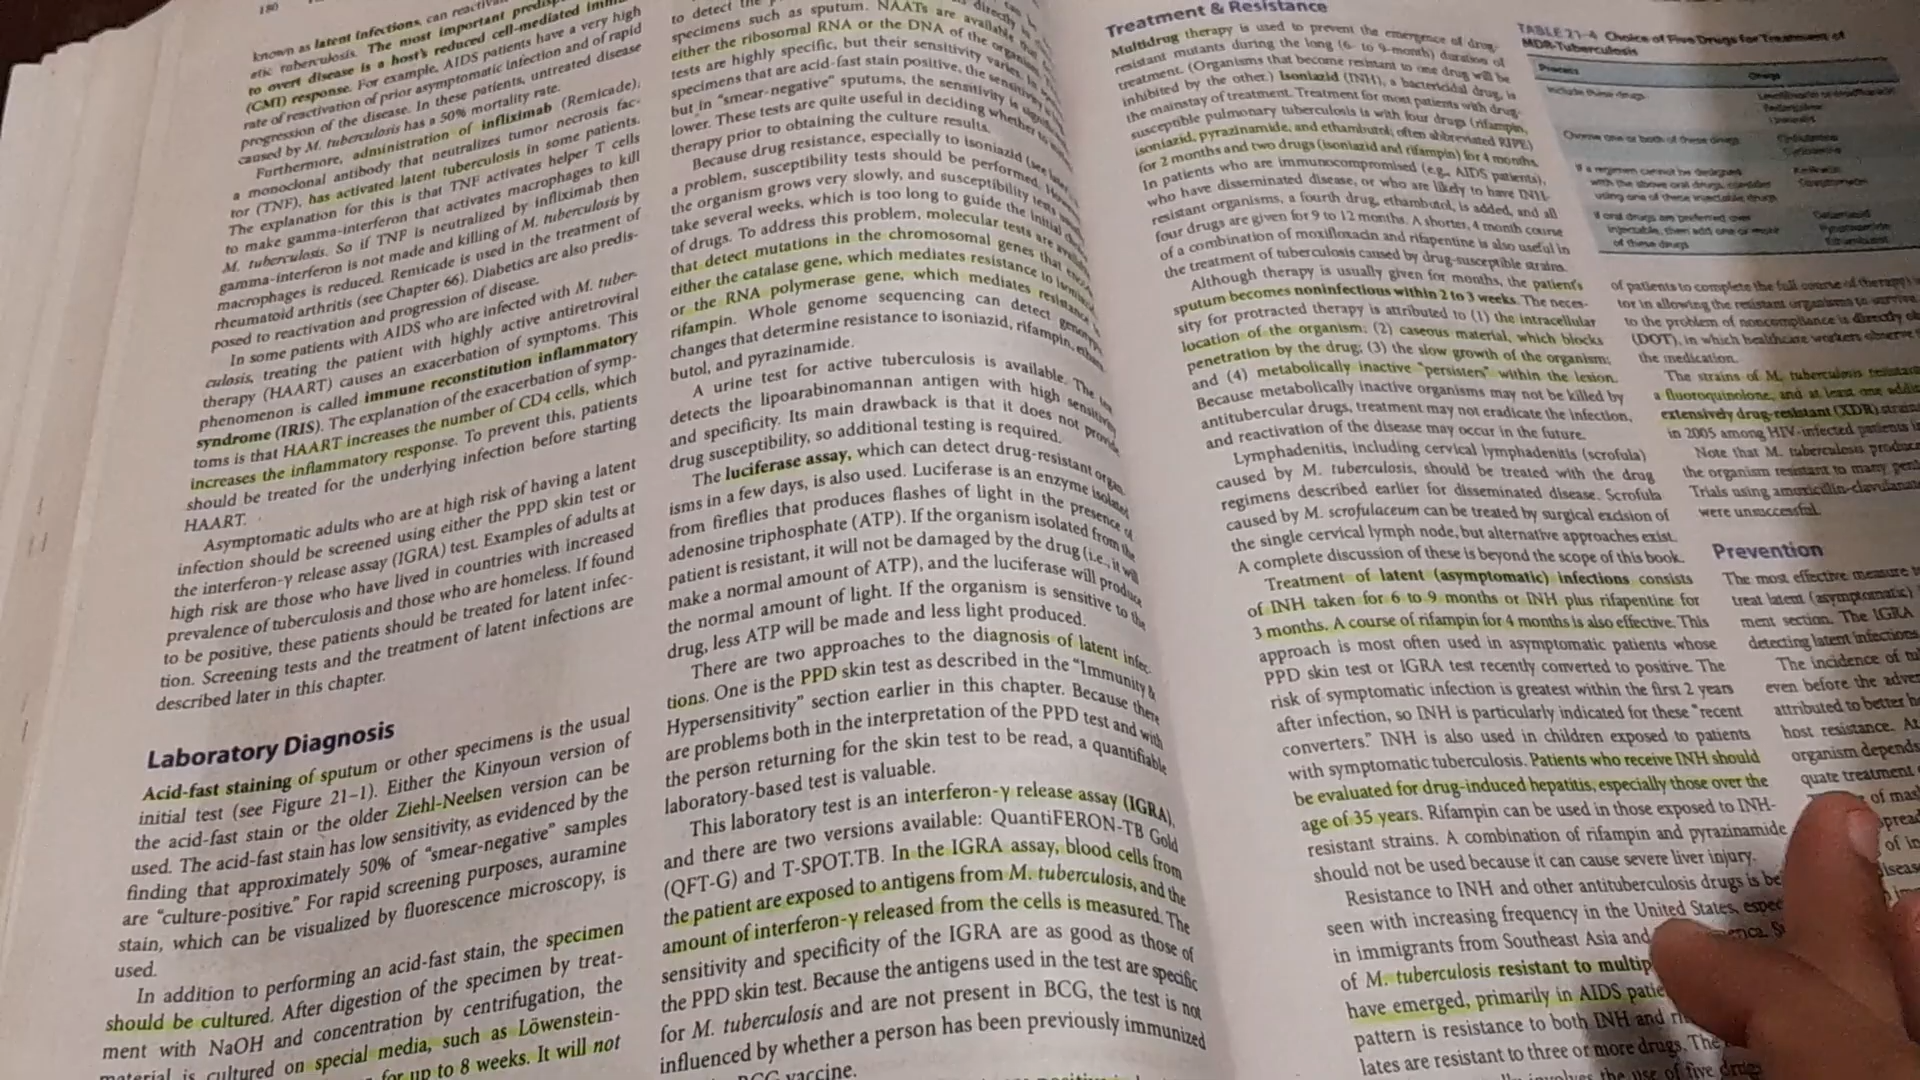 180
known as latent infections, can
etic tuberculosis. The most important
to overt disease is a host's reduced cell-mediated
(CMI) response. For example, AIDS patients have a very high
rate of reactivation of prior asymptomatic infection and of rapid
progression of the disease. In these patients, untreated disease
caused by M. tuberculosis has a 50% mortality rate.
Furthermore, administration of infliximab (Remicade),
a monoclonal antibody that neutralizes tumor necrosis fac-
tor (TNF), has activated latent tuberculosis in some patients.
The explanation for this is that TNF activates helper T cells
to make gamma-interferon that activates macrophages to kill
M. tuberculosis. So if TNF is neutralized by infliximab then
gamma-interferon is not made and killing of M. tuberculosis by
macrophages is reduced. Remicade is used in the treatment of
rheumatoid arthritis (see Chapter 66). Diabetics are also predis-
posed to reactivation and progression of disease.
In some patients with AIDS who are infected with M. tuber-
culosis, treating the patient with highly active antiretroviral
therapy (HAART) causes an exacerbation of symptoms. This
phenomenon is called immune reconstitution inflammatory
syndrome (IRIS). The explanation of the exacerbation of symp-
toms is that HAART increases the number of CD4 cells, which
increases the inflammatory response. To prevent this, patients
should be treated for the underlying infection before starting
HAART.
Asymptomatic adults who are at high risk of having a latent
infection should be screened using either the PPD skin test or
the interferon-γ release assay (IGRA) test. Examples of adults at
high risk are those who have lived in countries with increased
prevalence of tuberculosis and those who are homeless. If found
to be positive, these patients should be treated for latent infec-
tion. Screening tests and the treatment of latent infections are
described later in this chapter.
Laboratory Diagnosis
Acid-fast staining of sputum or other specimens is the usual
initial test (see Figure 21–1). Either the Kinyoun version of
the acid-fast stain or the older Ziehl-Neelsen version can be
used. The acid-fast stain has low sensitivity, as evidenced by the
finding that approximately 50% of "smear-negative" samples
are "culture-positive." For rapid screening purposes, auramine
stain, which can be visualized by fluorescence microscopy, is
used.
In addition to performing an acid-fast stain, the specimen
should be cultured. After digestion of the specimen by treat-
ment with NaOH and concentration by centrifugation, the
material is cultured on special media, such as Löwenstein-
for up to 8 weeks. It will not
to detect the
specimens such as sputum. NAATs are available
either the ribosomal RNA or the DNA of the
tests are highly specific, but their sensitivity varies. In
specimens that are acid-fast stain positive, the sensitivity
but in "smear-negative" sputums, the sensitivity is
lower. These tests are quite useful in deciding whether to
therapy prior to obtaining the culture results.
Because drug resistance, especially to isoniazid (see later),
a problem, susceptibility tests should be performed.
the organism grows very slowly, and susceptibility tests
take several weeks, which is too long to guide the initial
of drugs. To address this problem, molecular tests are
that detect mutations in the chromosomal genes that
either the catalase gene, which mediates resistance to
or the RNA polymerase gene, which mediates
rifampin. Whole genome sequencing can detect
changes that determine resistance to isoniazid, rifampin,
butol, and pyrazinamide.
A urine test for active tuberculosis is available. The test
detects the lipoarabinomannan antigen with high sensitivity
and specificity. Its main drawback is that it does not provide
drug susceptibility, so additional testing is required.
The luciferase assay, which can detect drug-resistant organ-
isms in a few days, is also used. Luciferase is an enzyme isolated
from fireflies that produces flashes of light in the presence of
adenosine triphosphate (ATP). If the organism isolated from the
patient is resistant, it will not be damaged by the drug (i.e., it will
make a normal amount of ATP), and the luciferase will produce
the normal amount of light. If the organism is sensitive to the
drug, less ATP will be made and less light produced.
There are two approaches to the diagnosis of latent infec-
tions. One is the PPD skin test as described in the "Immunity &
Hypersensitivity" section earlier in this chapter. Because there
are problems both in the interpretation of the PPD test and with
the person returning for the skin test to be read, a quantifiable
laboratory-based test is valuable.
This laboratory test is an interferon-γ release assay (IGRA),
and there are two versions available: QuantiFERON-TB Gold
(QFT-G) and T-SPOT.TB. In the IGRA assay, blood cells from
the patient are exposed to antigens from M. tuberculosis, and the
amount of interferon-γ released from the cells is measured. The
sensitivity and specificity of the IGRA are as good as those of
the PPD skin test. Because the antigens used in the test are specific
for M. tuberculosis and are not present in BCG, the test is not
influenced by whether a person has been previously immunized
BCG vaccine.
Treatment & Resistance
Multidrug therapy is used to prevent the emergence of drug-
resistant mutants during the long (6- to 9-month) duration of
treatment. (Organisms that become resistant to one drug will be
inhibited by the other.) Isoniazid (INH), a bactericidal drug, is
the mainstay of treatment. Treatment for most patients with drug-
susceptible pulmonary tuberculosis is with four drugs (rifampin,
isoniazid, pyrazinamide, and ethambutol; often abbreviated RIPE)
for 2 months and two drugs (isoniazid and rifampin) for 4 months.
In patients who are immunocompromised (e.g., AIDS patients),
who have disseminated disease, or who are likely to have INH-
resistant organisms, a fourth drug, ethambutol, is added, and all
four drugs are given for 9 to 12 months. A shorter, 4 month course
of a combination of moxifloxacin and rifapentine is also useful in
the treatment of tuberculosis caused by drug-susceptible strains.
Although therapy is usually given for months, the patient's
sputum becomes noninfectious within 2 to 3 weeks. The neces-
sity for protracted therapy is attributed to (1) the intracellular
location of the organism; (2) caseous material, which blocks
penetration by the drug; (3) the slow growth of the organism;
and (4) metabolically inactive "persisters" within the lesion.
Because metabolically inactive organisms may not be killed by
antitubercular drugs, treatment may not eradicate the infection,
and reactivation of the disease may occur in the future.
Lymphadenitis, including cervical lymphadenitis (scrofula)
caused by M. tuberculosis, should be treated with the drug
regimens described earlier for disseminated disease. Scrofula
caused by M. scrofulaceum can be treated by surgical excision of
the single cervical lymph node, but alternative approaches exist.
A complete discussion of these is beyond the scope of this book.
Treatment of latent (asymptomatic) infections consists
of INH taken for 6 to 9 months or INH plus rifapentine for
3 months. A course of rifampin for 4 months is also effective. This
approach is most often used in asymptomatic patients whose
PPD skin test or IGRA test recently converted to positive. The
risk of symptomatic infection is greatest within the first 2 years
after infection, so INH is particularly indicated for these "recent
converters." INH is also used in children exposed to patients
with symptomatic tuberculosis. Patients who receive INH should
be evaluated for drug-induced hepatitis, especially those over the
age of 35 years. Rifampin can be used in those exposed to INH-
resistant strains. A combination of rifampin and pyrazinamide
should not be used because it can cause severe liver injury.
Resistance to INH and other antituberculosis drugs is
seen with increasing frequency in the United States,
in immigrants from Southeast Asia and
of M. tuberculosis resistant to
have emerged, primarily in AIDS
pattern is resistance to both INH and
lates are resistant to three or more drugs. The
the use of five drugs
TABLE 21–4 Choice of Five Drugs for Treatment of
MDR-Tuberculosis
Process
Drugs
Include these drugs
Choose one or both of these drugs
If a regimen cannot be designed
with the above oral drugs, consider
using one of these injectable drugs
If oral drugs are preferred over
injectable, then add one or more
of these drugs
of patients to complete the full course of therapy) is
tor in allowing the resistant organisms to survive.
to the problem of noncompliance is directly
(DOT), in which healthcare workers observe
the medication.
The strains of M. tuberculosis
a fluoroquinolone, and at least one
extensively drug-resistant (XDR)
in 2005 among HIV-infected patients
Note that M. tuberculosis
the organism resistant to many
Trials using amoxicillin-clavulanate
were unsuccessful.
Prevention
The most effective measure
treat latent (asymptomatic)
ment section. The IGRA
detecting latent infections
The incidence of
even before the
attributed to better
host resistance.
organism depends
quate treatment
of